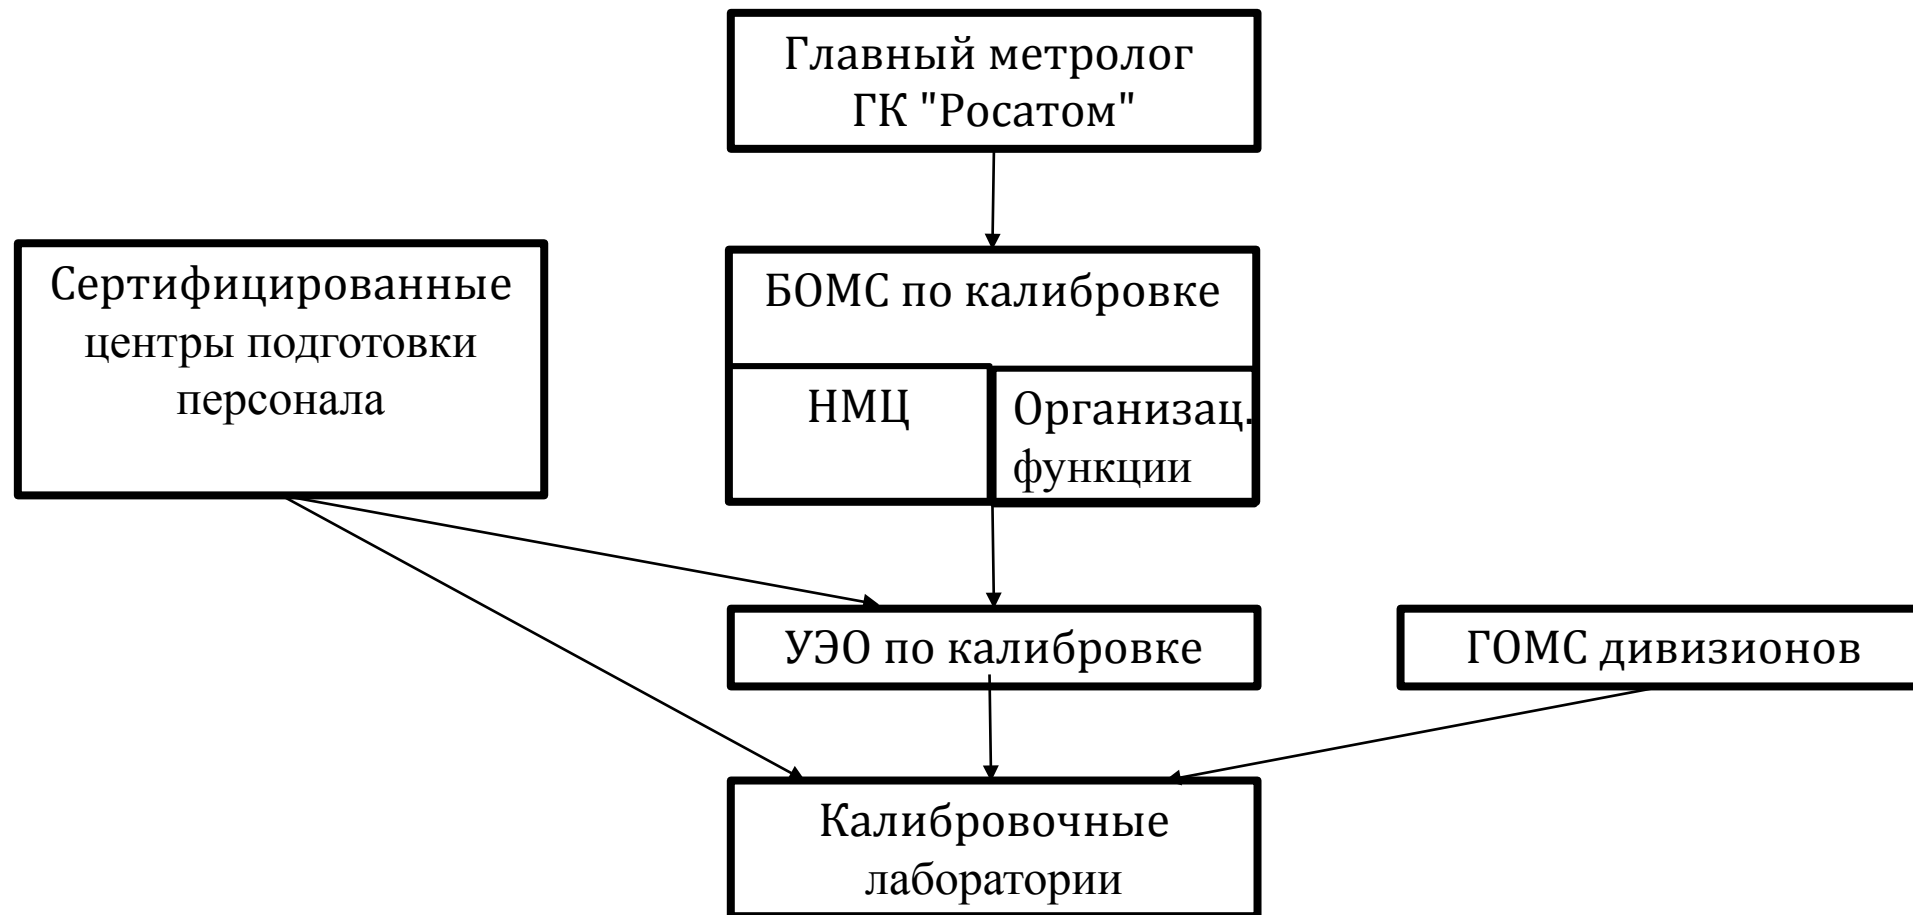 Главный метролог
ГК "Росатом"
Сертифицированные
центры подготовки
персонала
БОМС по калибровке
НМЦ
Организац.
функции
УЭО по калибровке
ГОМС дивизионов
Калибровочные
лаборатории